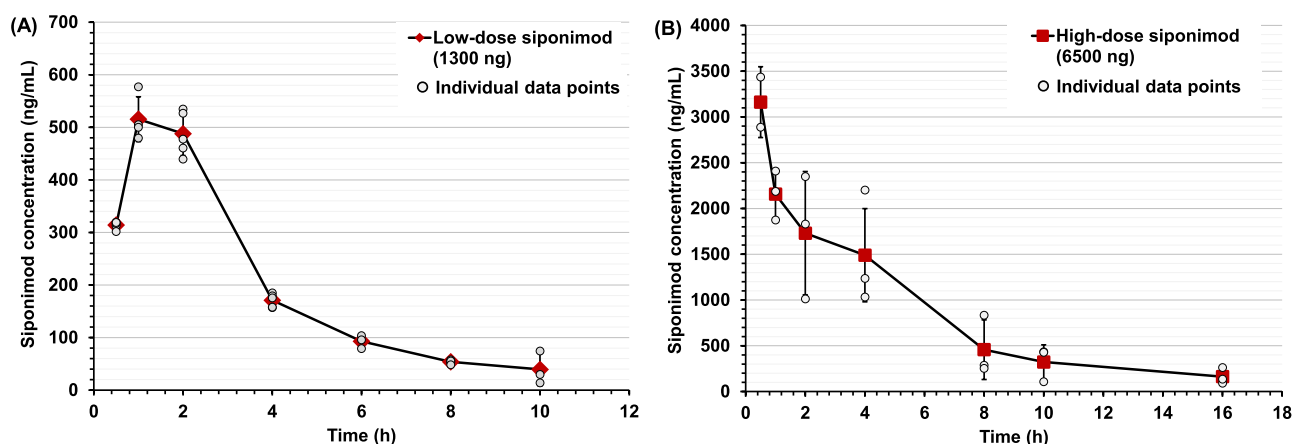 (A)
Siponimod concentration (ng/mL)
700
600
500
400
300
200
100
0
0 2 4 6 8 10 12
Time (h)
Low-dose siponimod
(1300 ng)
Individual data points
(B)
Siponimod concentration (ng/mL)
4000
3500
3000
2500
2000
1500
1000
500
0
0 2 4 6 8 10 12 14 16 18
Time (h)
High-dose siponimod
(6500 ng)
Individual data points